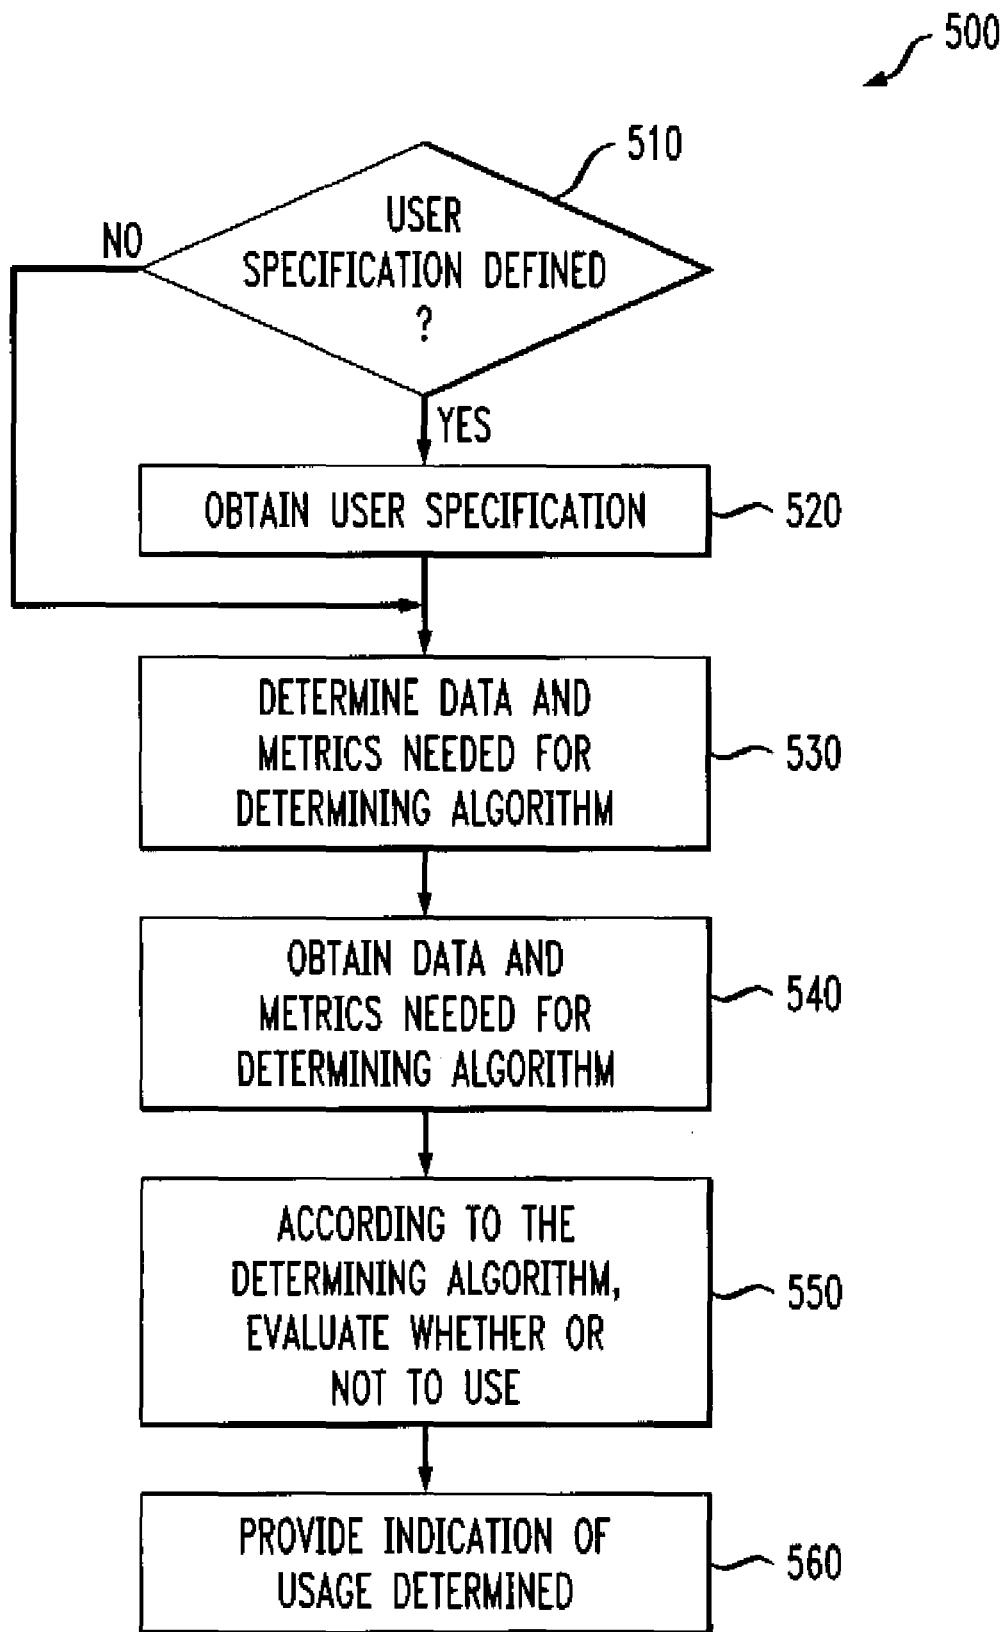 500
510
USER
SPECIFICATION DEFINED
?
NO
YES
OBTAIN USER SPECIFICATION
520
DETERMINE DATA AND
METRICS NEEDED FOR
DETERMINING ALGORITHM
530
OBTAIN DATA AND
METRICS NEEDED FOR
DETERMINING ALGORITHM
540
ACCORDING TO THE
DETERMINING ALGORITHM,
EVALUATE WHETHER OR
NOT TO USE
550
PROVIDE INDICATION OF
USAGE DETERMINED
560